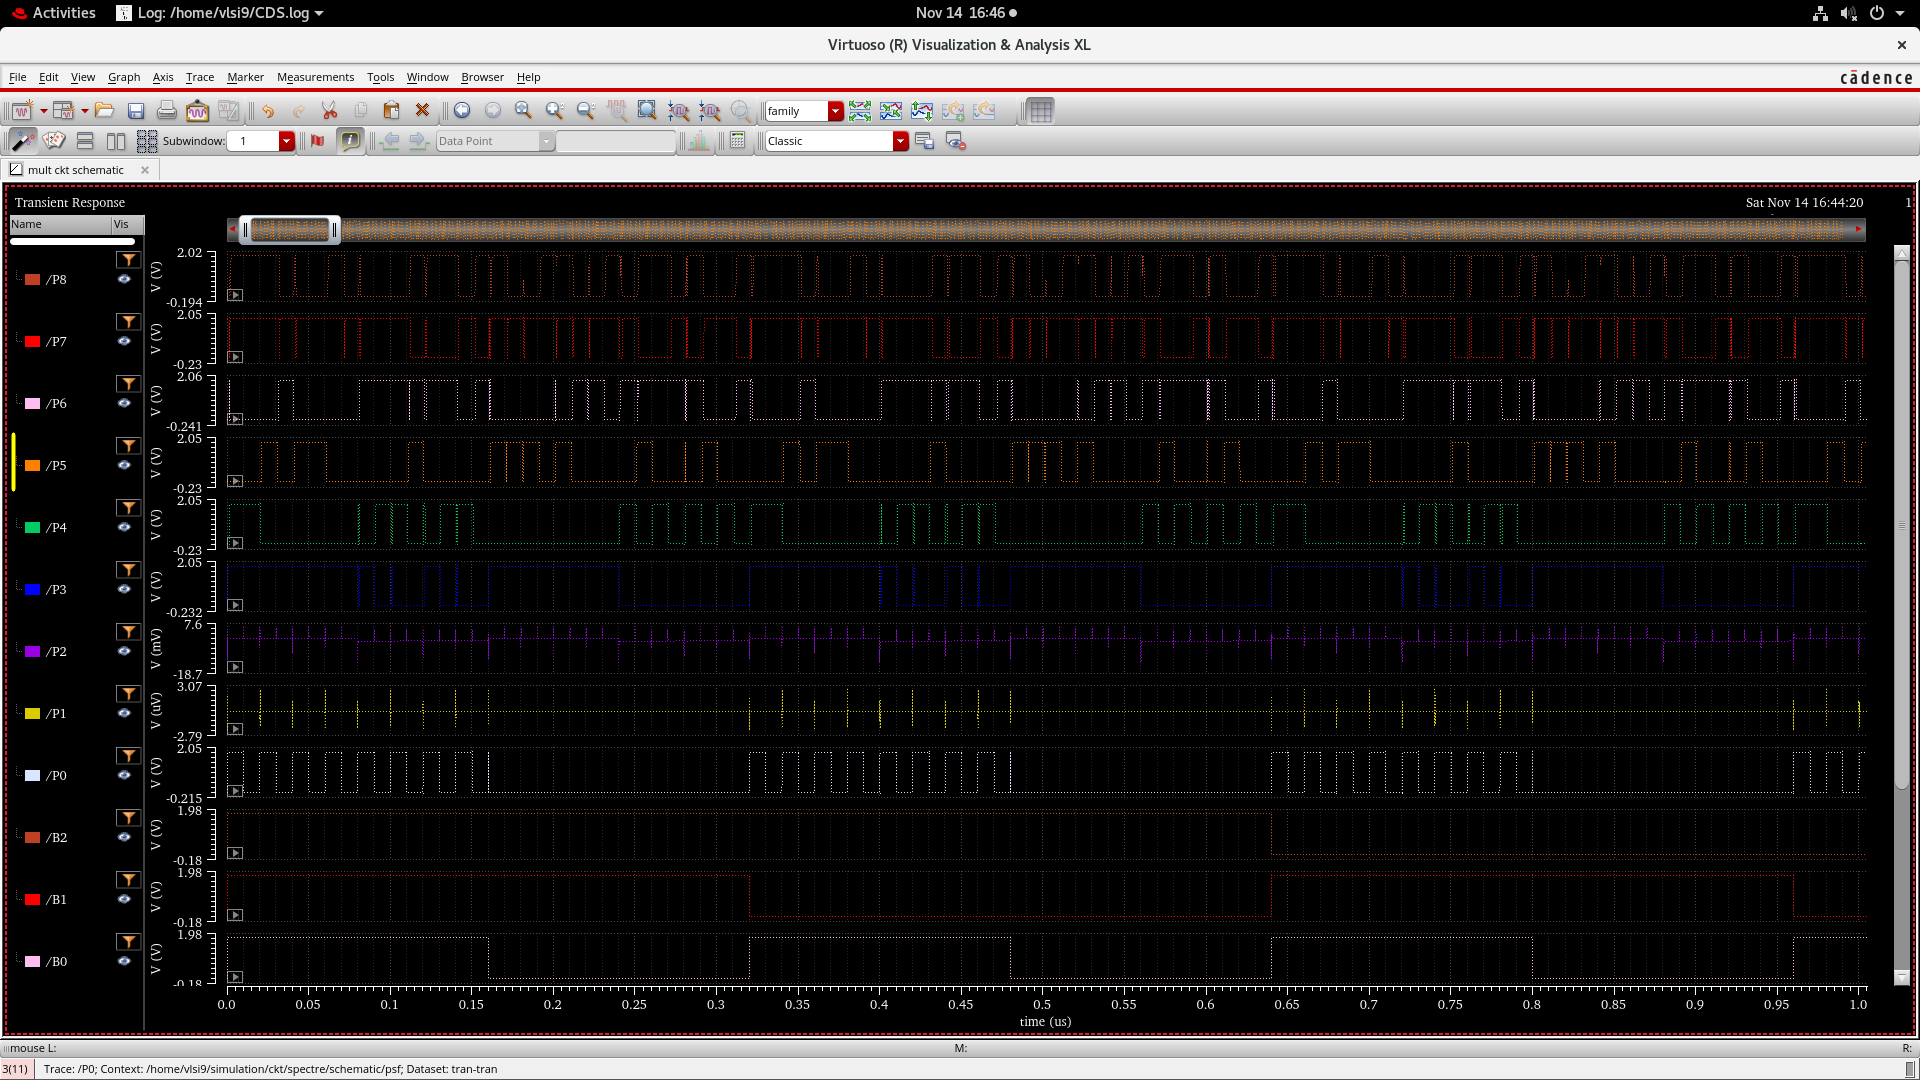 Activities
Log: /home/vlsi9/CDS.log
Nov 14 16:46
Virtuoso (R) Visualization & Analysis XL
File Edit View Graph Axis Trace Marker Measurements Tools Window Browser Help
cādence
family
Subwindow: 1
Data Point
Classic
mult ckt schematic
Transient Response
Sat Nov 14 16:44:20 1
Name Vis
/P8 V (V) 2.02 -0.194
/P7 V (V) 2.05 -0.23
/P6 V (V) 2.06 -0.241
/P5 V (V) 2.05 -0.23
/P4 V (V) 2.05 -0.23
/P3 V (V) 2.05 -0.232
/P2 V (mV) 7.6 -18.7
/P1 V (uV) 3.07 -2.79
/P0 V (V) 2.05 -0.215
/B2 V (V) 1.98 -0.18
/B1 V (V) 1.98 -0.18
/B0 V (V) 1.98 -0.18
0.0 0.05 0.1 0.15 0.2 0.25 0.3 0.35 0.4 0.45 0.5 0.55 0.6 0.65 0.7 0.75 0.8 0.85 0.9 0.95 1.0
time (us)
mouse L: M: R:
3(11) Trace: /P0; Context: /home/vlsi9/simulation/ckt/spectre/schematic/psf; Dataset: tran-tran